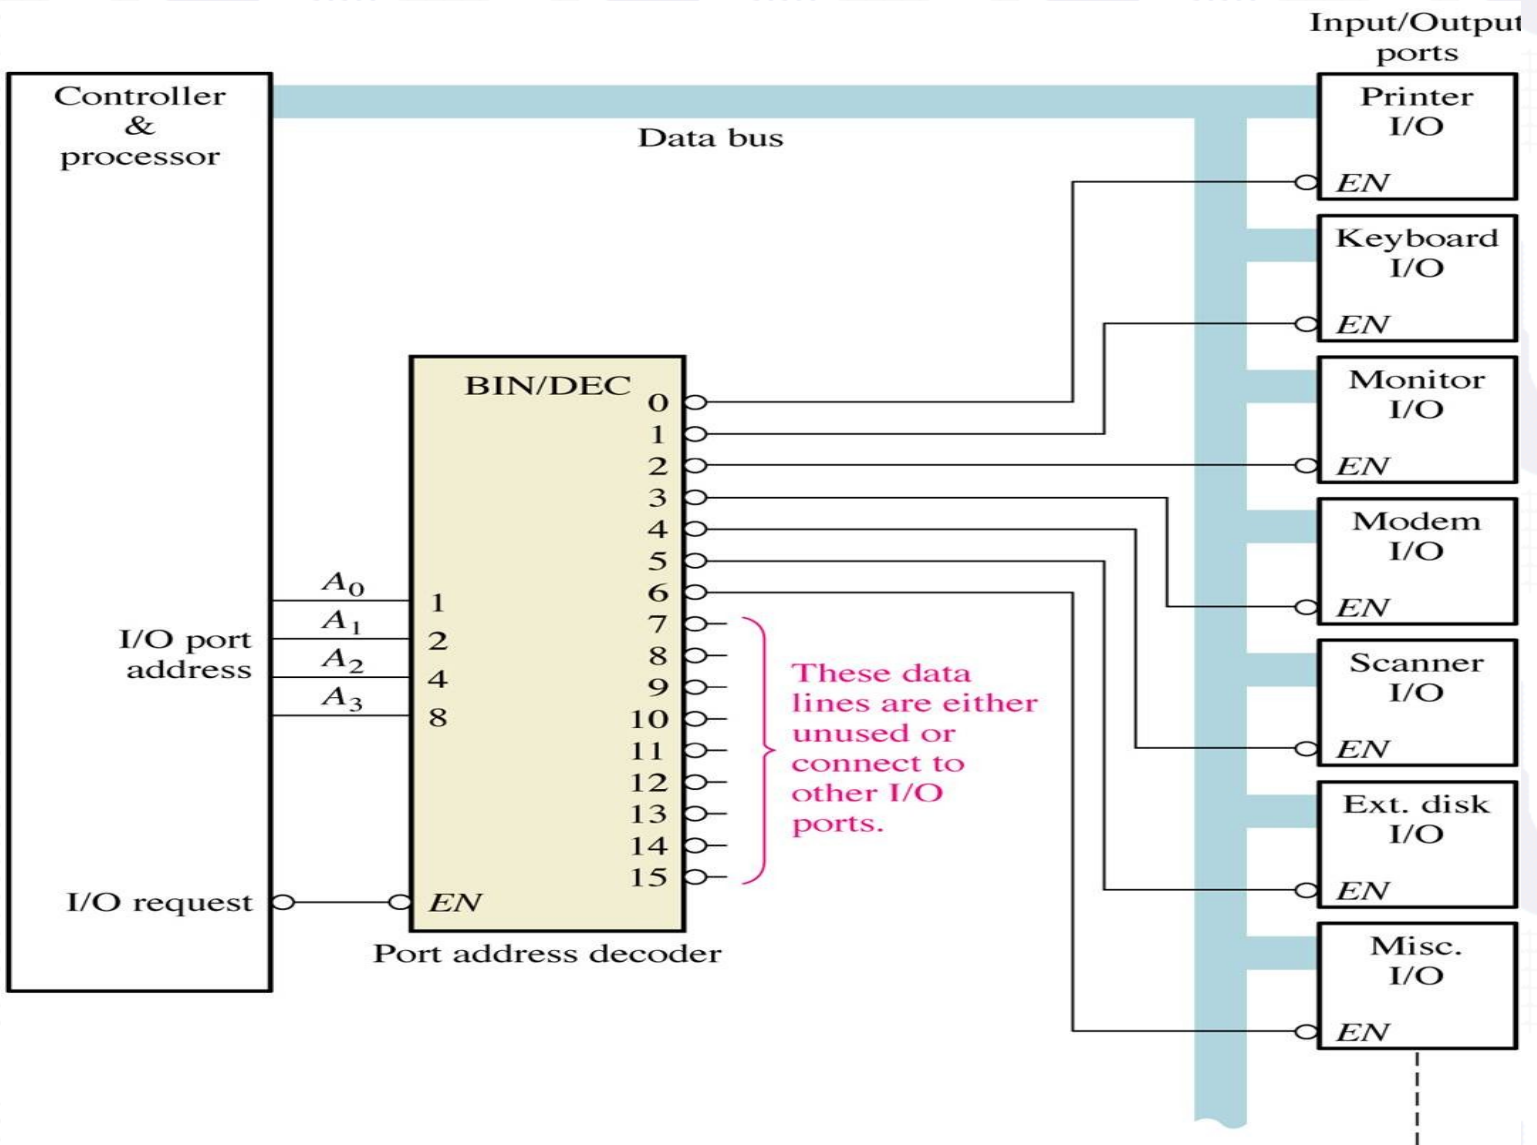 Input/Output
ports
Controller
&
processor
Data bus
Printer
I/O
EN
Keyboard
I/O
EN
Monitor
I/O
EN
Modem
I/O
EN
Scanner
I/O
EN
Ext. disk
I/O
EN
Misc.
I/O
EN
BIN/DEC
0
1
2
3
4
5
6
7
8
9
10
11
12
13
14
15
A0
A1
A2
A3
1
2
4
8
I/O port
address
These data
lines are either
unused or
connect to
other I/O
ports.
I/O request
EN
Port address decoder